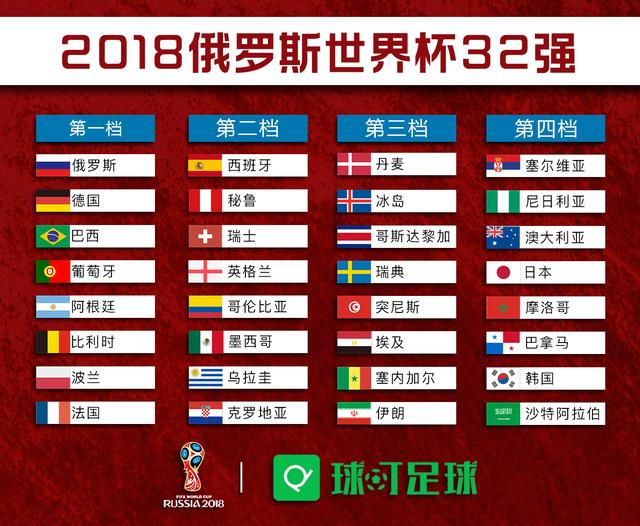 2018俄罗斯世界杯32强
第一档 第二档 第三档 第四档
俄罗斯 西班牙 丹麦 塞尔维亚
德国 秘鲁 冰岛 尼日利亚
巴西 瑞士 哥斯达黎加 澳大利亚
葡萄牙 英格兰 瑞典 日本
阿根廷 哥伦比亚 突尼斯 摩洛哥
比利时 墨西哥 埃及 巴拿马
波兰 乌拉圭 塞内加尔 韩国
法国 克罗地亚 伊朗 沙特阿拉伯
FIFA WORLD CUP
RUSSIA 2018
球叮足球